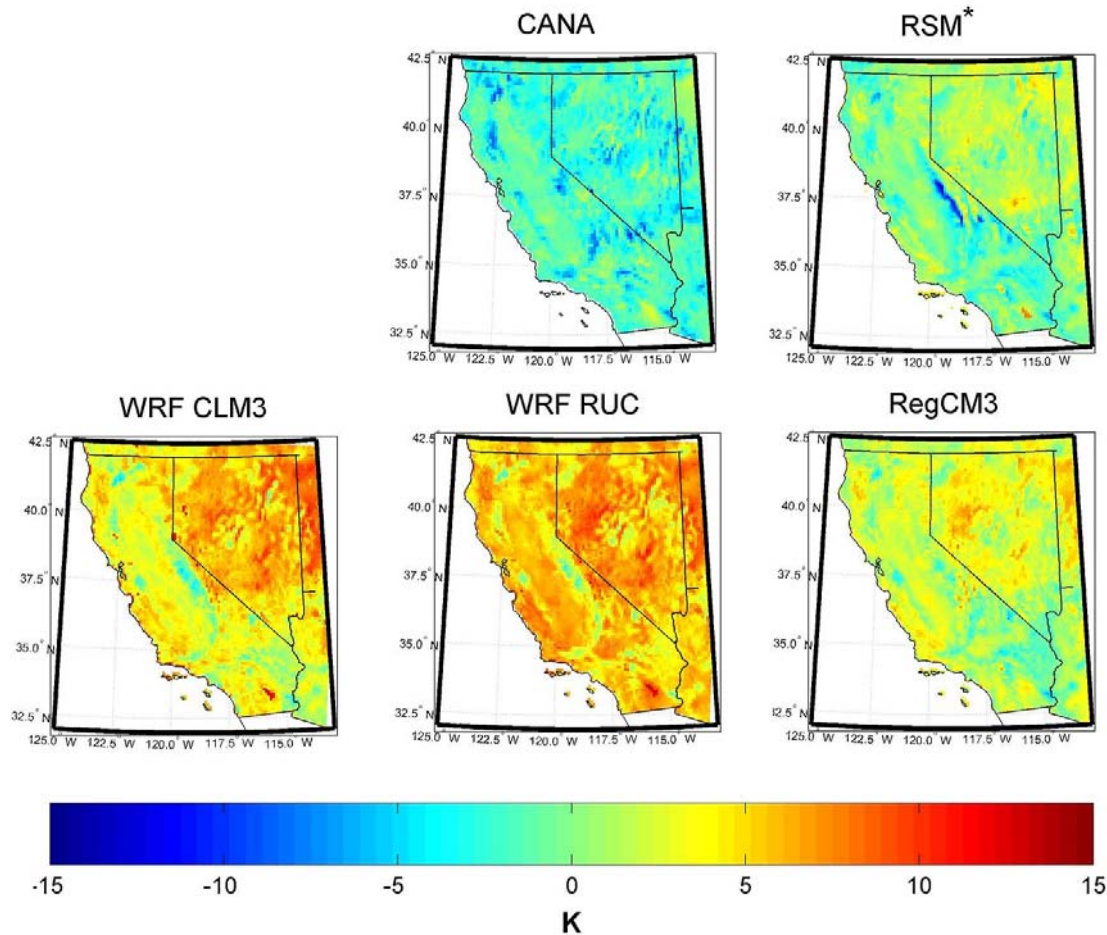 CANA
RSM*
42.5° N
40.0° N
37.5° N
35.0° N
32.5° N
125.0° W 122.5° W 120.0° W 117.5° W 115.0° W
42.5° N
40.0° N
37.5° N
35.0° N
32.5° N
125.0° W 122.5° W 120.0° W 117.5° W 115.0° W
WRF CLM3
WRF RUC
RegCM3
42.5° N
40.0° N
37.5° N
35.0° N
32.5° N
125.0° W 122.5° W 120.0° W 117.5° W 115.0° W
42.5° N
40.0° N
37.5° N
35.0° N
32.5° N
125.0° W 122.5° W 120.0° W 117.5° W 115.0° W
42.5° N
40.0° N
37.5° N
35.0° N
32.5° N
125.0° W 122.5° W 120.0° W 117.5° W 115.0° W
-15 -10 -5 0 5 10 15
K